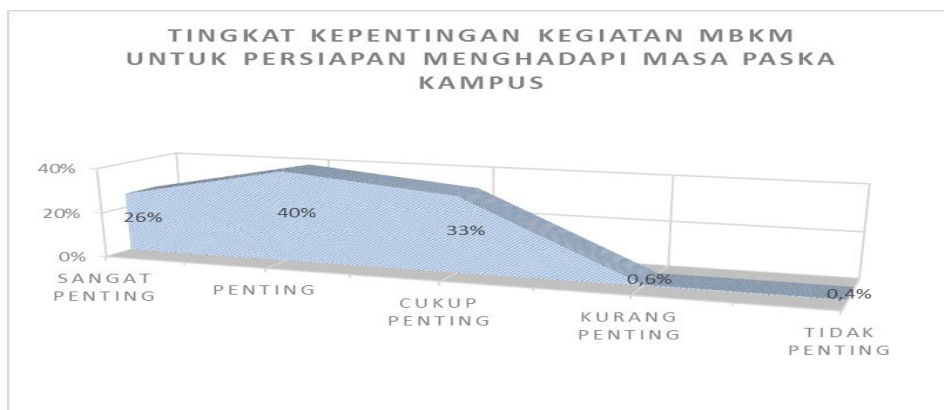 TINGKAT KEPENTINGAN KEGIATAN MBKM
UNTUK PERSIAPAN MENGHADAPI MASA PASKA
KAMPUS
40%
20%
0%
26%
40%
33%
0,6%
0,4%
SANGAT
PENTING
PENTING
CUKUP
PENTING
KURANG
PENTING
TIDAK
PENTING